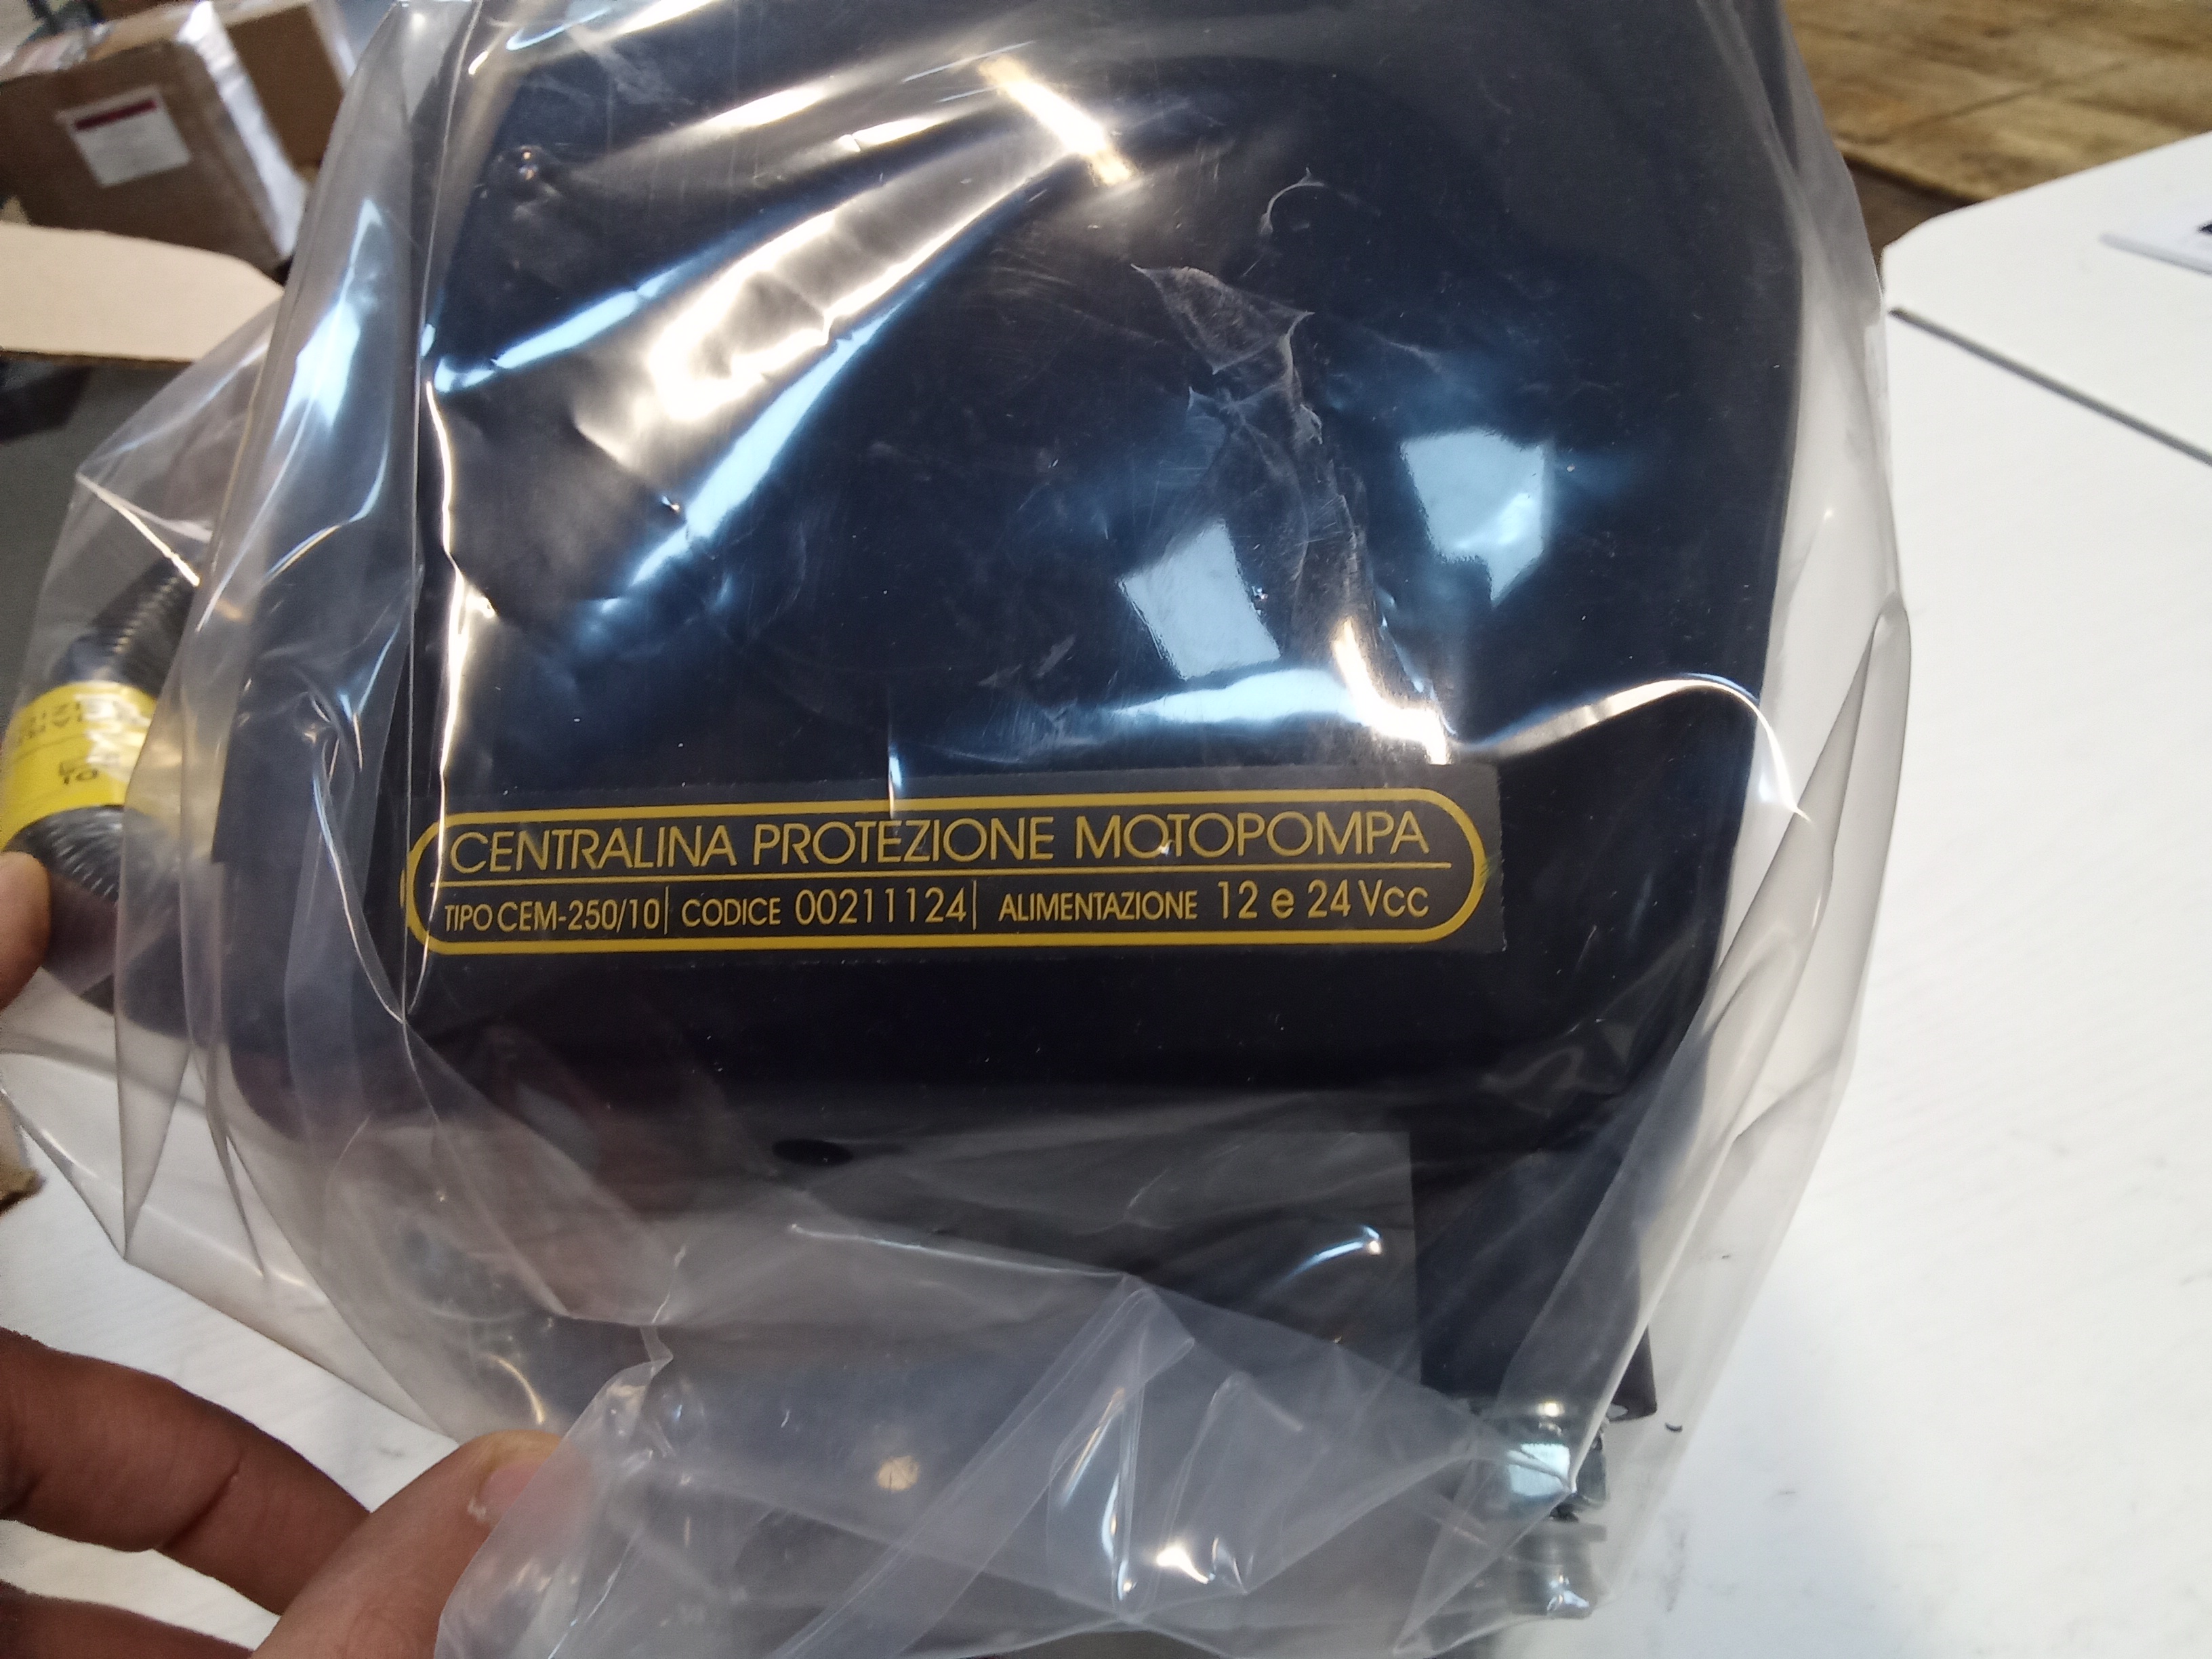 CENTRALINA PROTEZIONE MOTOPOMPA
TIPO CEM-250/10 | CODICE 00211124 | ALIMENTAZIONE 12 e 24 Vcc